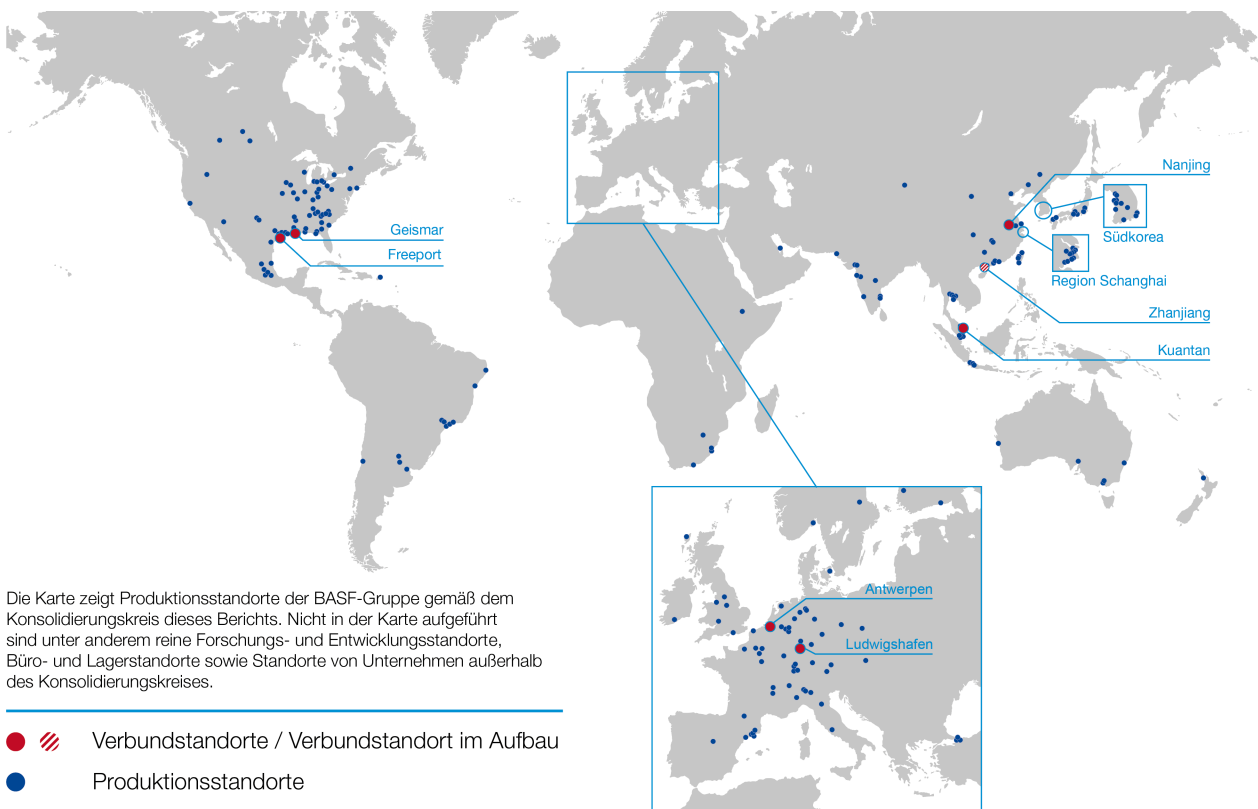 Nanjing
Südkorea
Region Schanghai
Zhanjiang
Kuantan
Geismar
Freeport
Antwerpen
Ludwigshafen
Die Karte zeigt Produktionsstandorte der BASF-Gruppe gemäß dem
Konsolidierungskreis dieses Berichts. Nicht in der Karte aufgeführt
sind unter anderem reine Forschungs- und Entwicklungsstandorte,
Büro- und Lagerstandorte sowie Standorte von Unternehmen außerhalb
des Konsolidierungskreises.
Verbundstandorte / Verbundstandort im Aufbau
Produktionsstandorte